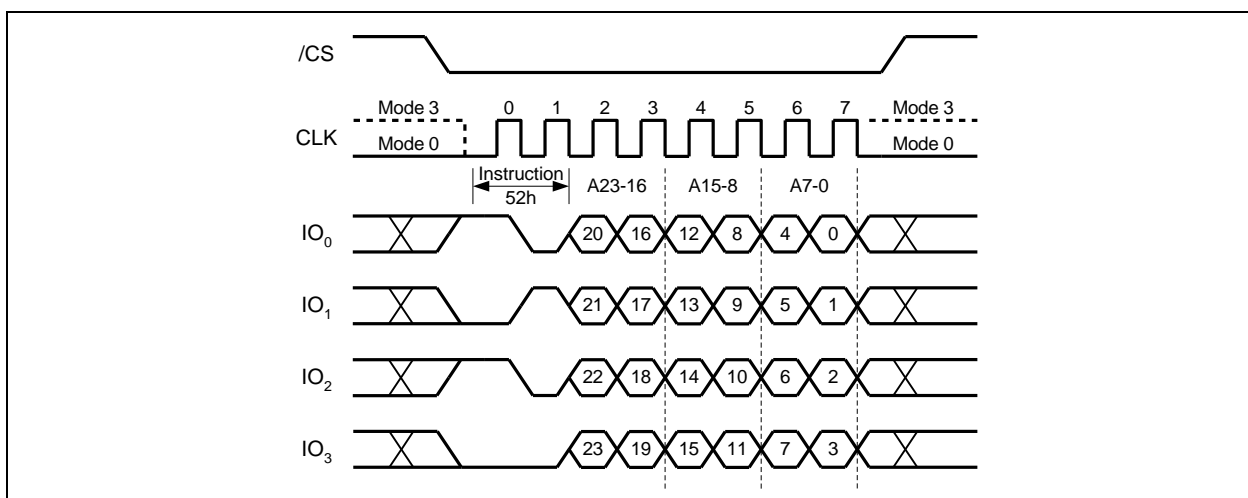 /CS
Mode 3 0 1 2 3 4 5 6 7 Mode 3
CLK
Mode 0 Mode 0
Instruction A23-16 A15-8 A7-0
52h
IO0 20 16 12 8 4 0
IO1 21 17 13 9 5 1
IO2 22 18 14 10 6 2
IO3 23 19 15 11 7 3